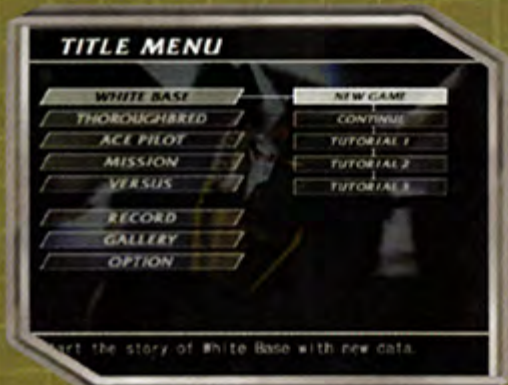 TITLE MENU
WHITE BASE
THOROUGHBRED
ACE PILOT
MISSION
VERSUS
RECORD
GALLERY
OPTION
NEW GAME
CONTINUE
TUTORIAL 1
TUTORIAL 2
TUTORIAL 3
the story of White Base with new data.